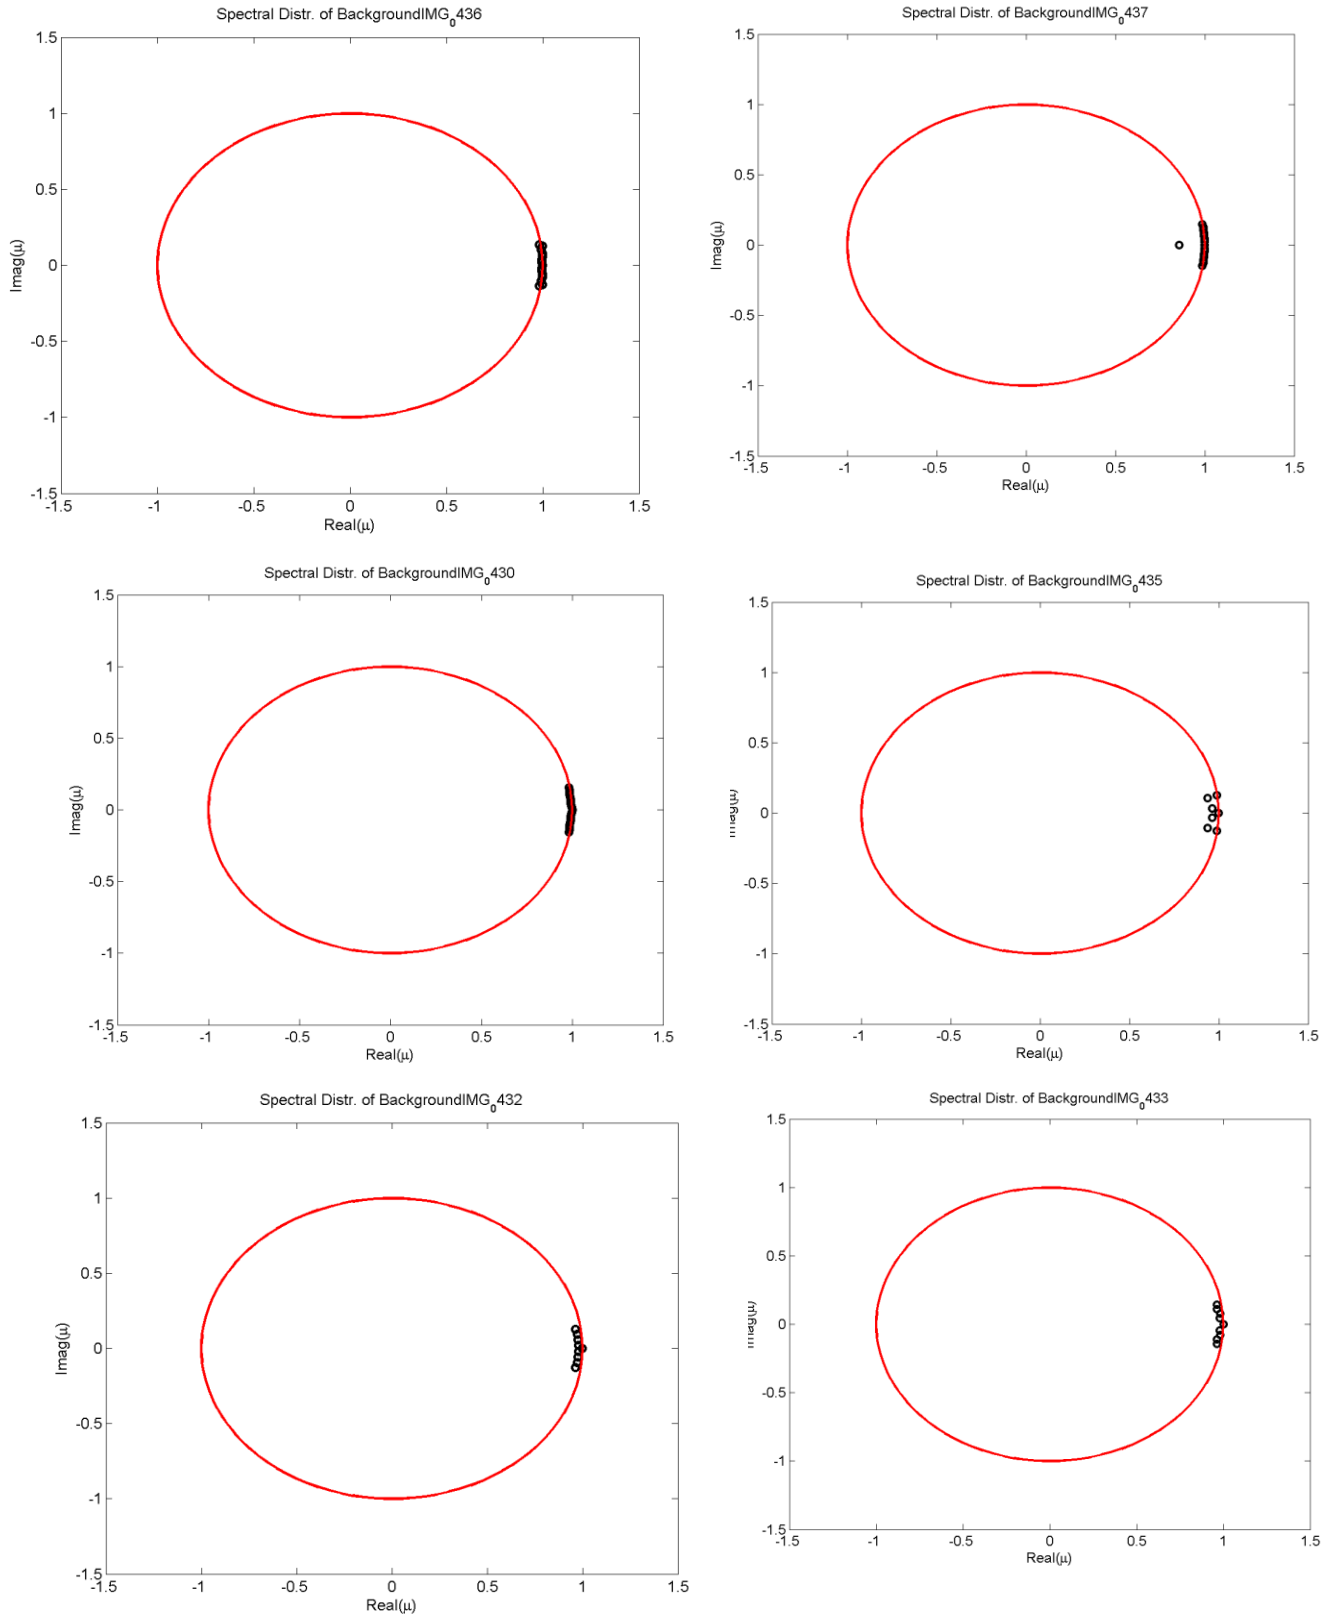 Spectral Distr. of BackgroundIMG_0436
1.5
1
0.5
0
-0.5
-1
-1.5
Imag(μ)
-1.5 -1 -0.5 0 0.5 1 1.5
Real(μ)
Spectral Distr. of BackgroundIMG_0437
1.5
1
0.5
0
-0.5
-1
-1.5
Imag(μ)
-1.5 -1 -0.5 0 0.5 1 1.5
Real(μ)
Spectral Distr. of BackgroundIMG_0430
1.5
1
0.5
0
-0.5
-1
-1.5
Imag(μ)
-1.5 -1 -0.5 0 0.5 1 1.5
Real(μ)
Spectral Distr. of BackgroundIMG_0435
1.5
1
0.5
0
-0.5
-1
-1.5
Imag(μ)
-1.5 -1 -0.5 0 0.5 1 1.5
Real(μ)
Spectral Distr. of BackgroundIMG_0432
1.5
1
0.5
0
-0.5
-1
-1.5
Imag(μ)
-1.5 -1 -0.5 0 0.5 1 1.5
Real(μ)
Spectral Distr. of BackgroundIMG_0433
1.5
1
0.5
0
-0.5
-1
-1.5
Imag(μ)
-1.5 -1 -0.5 0 0.5 1 1.5
Real(μ)